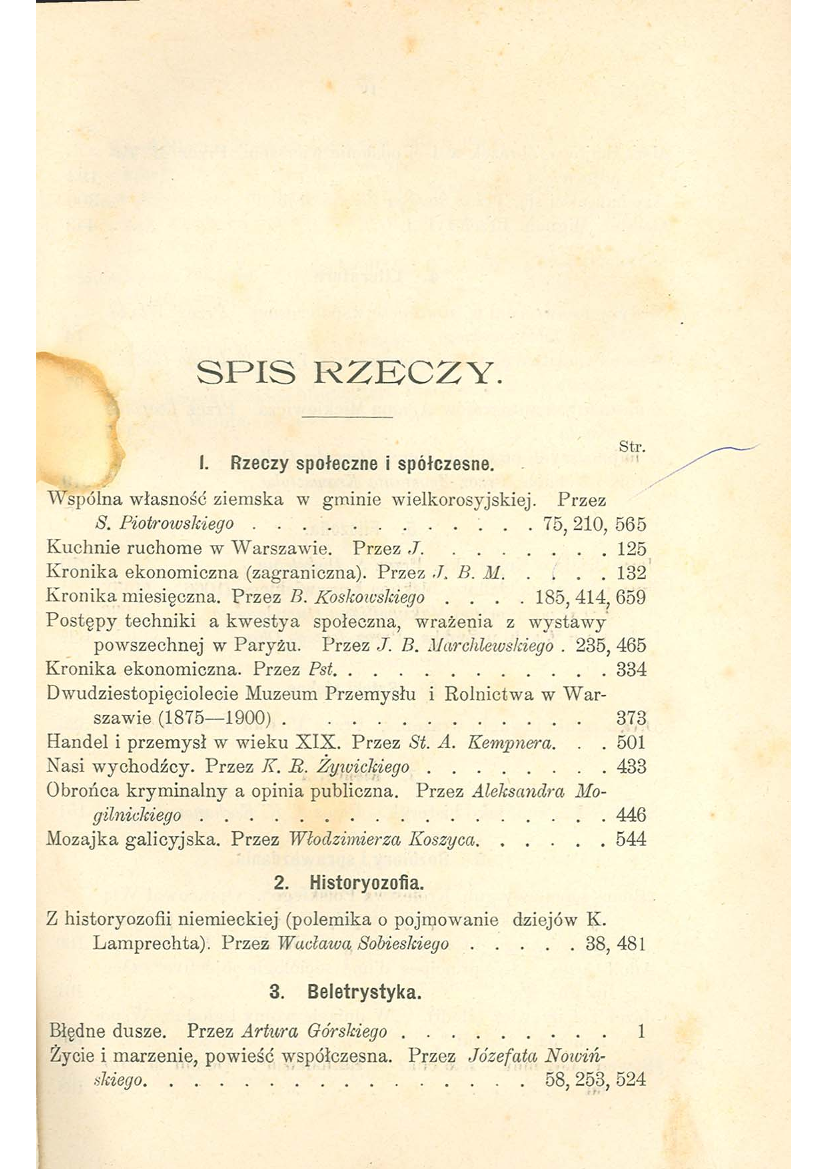 SPIS RZECZY.
Str.
I. Rzeczy społeczne i spółczesne.
Wspólna własność ziemska w gminie wielkorosyjskiej. Przez
S. Piotrowskiego . . . . . . . . . . . . 75, 210, 565
Kuchnie ruchome w Warszawie. Przez J. . . . . . . . 125
Kronika ekonomiczna (zagraniczna). Przez J. B. M. . . . . 132
Kronika miesięczna. Przez B. Koskowskiego . . . . 185, 414, 659
Postępy techniki a kwestya społeczna, wrażenia z wystawy
powszechnej w Paryżu. Przez J. B. Marchlewskiego . 235, 465
Kronika ekonomiczna. Przez Pst. . . . . . . . . . . . 334
Dwudziestopięciolecie Muzeum Przemysłu i Rolnictwa w War-
szawie (1875—1900) . . . . . . . . . . . . . 373
Handel i przemysł w wieku XIX. Przez St. A. Kempnera. . . 501
Nasi wychodźcy. Przez K. R. Żywickiego . . . . . . . . 433
Obrońca kryminalny a opinia publiczna. Przez Aleksandra Mo-
gilnickiego . . . . . . . . . . . . . . . . . 446
Mozajka galicyjska. Przez Włodzimierza Koszyca. . . . . . 544
2. Historyozofia.
Z historyozofii niemieckiej (polemika o pojmowanie dziejów K.
Lamprechta). Przez Wacława Sobieskiego . . . . . 38, 481
3. Beletrystyka.
Błędne dusze. Przez Artura Górskiego . . . . . . . . . 1
Życie i marzenie, powieść współczesna. Przez Józefata Nowiń-
skiego. . . . . . . . . . . . . . . . 58, 253, 524